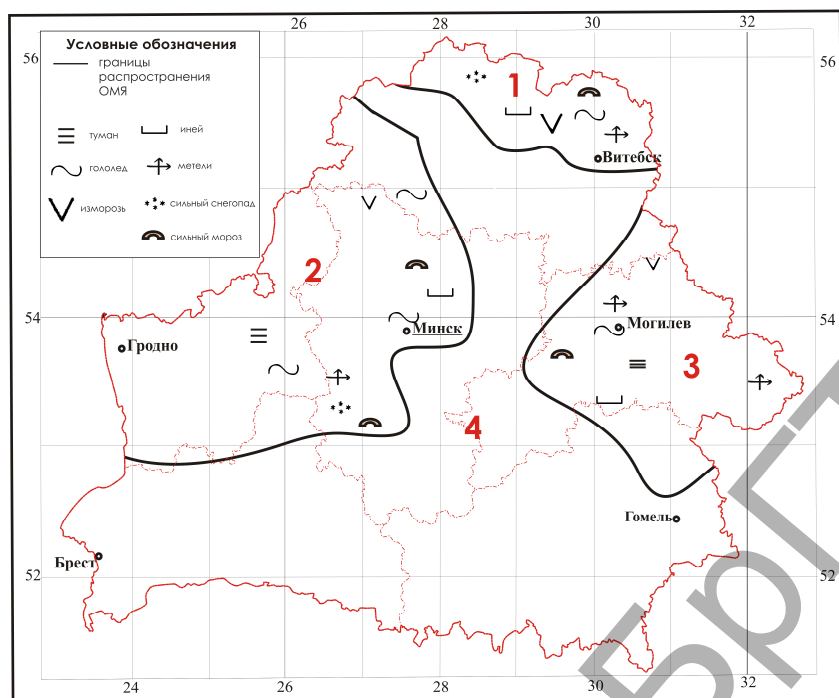 26 28 30 32
56 56
Условные обозначения
границы
распространения
ОМЯ
туман
иней
гололед
метели
изморозь
сильный снегопад
сильный мороз
1
Витебск
2
54 54
Минск
Гродно
Могилев
3
4
Гомель
Брест
52 52
24 26 28 30 32
БрГТ